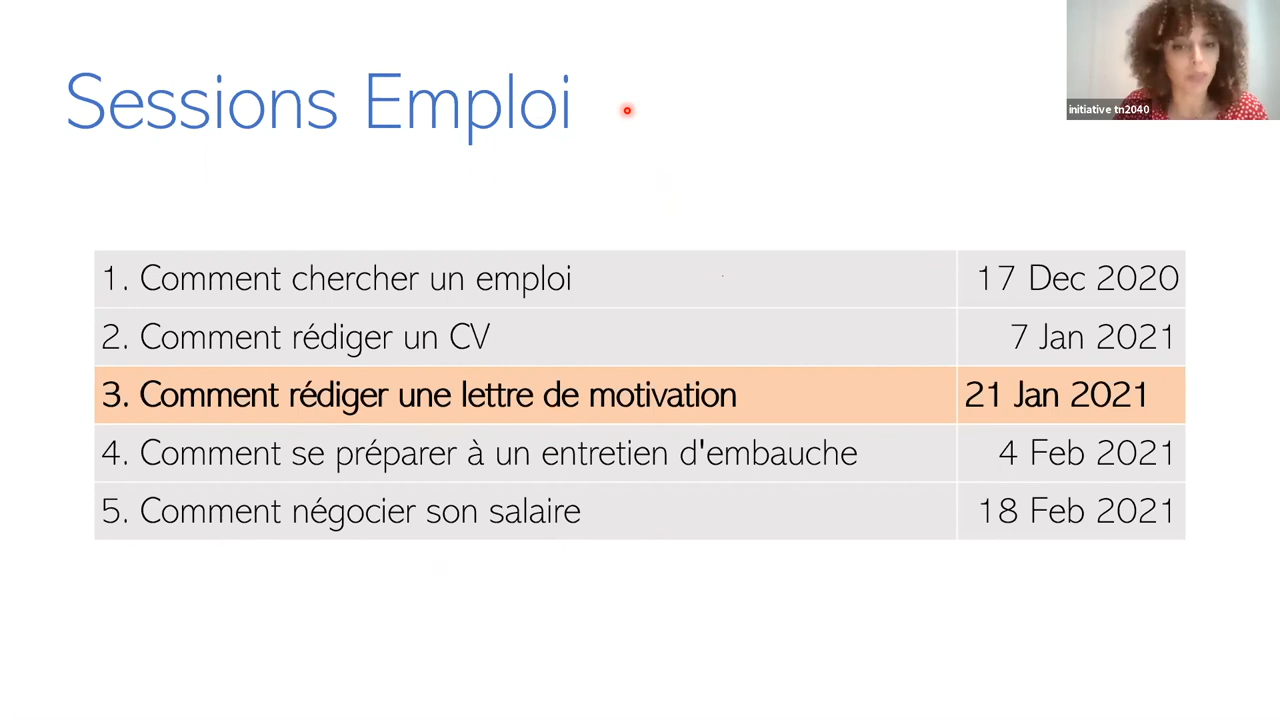 Sessions Emploi
initiative tn2040
1. Comment chercher un emploi 17 Dec 2020
2. Comment rédiger un CV 7 Jan 2021
3. Comment rédiger une lettre de motivation 21 Jan 2021
4. Comment se préparer à un entretien d'embauche 4 Feb 2021
5. Comment négocier son salaire 18 Feb 2021